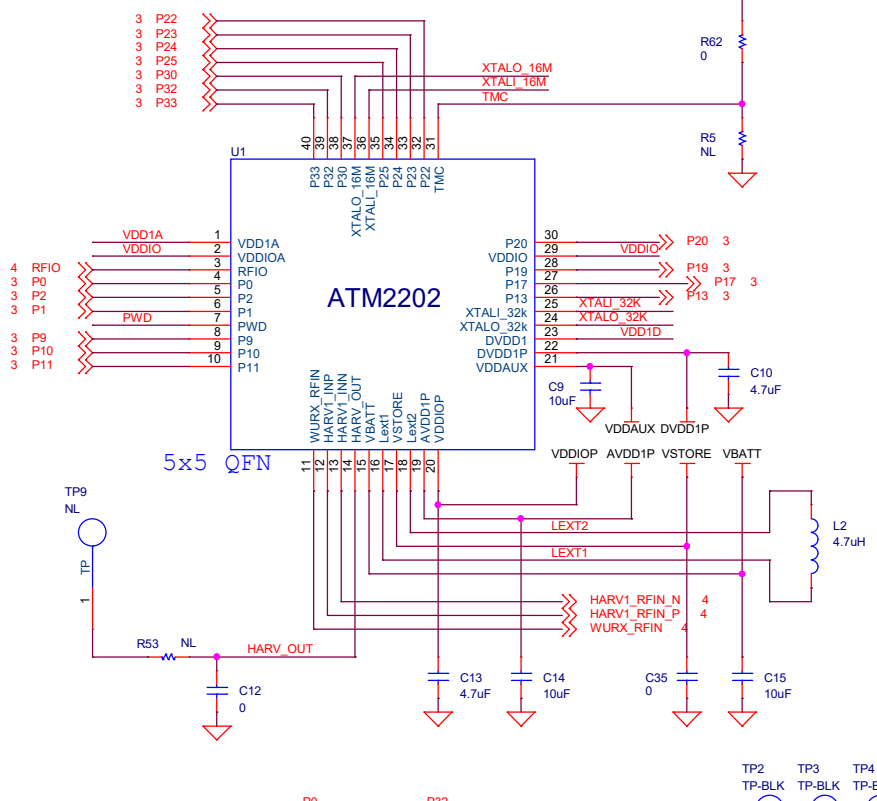 3 P22
3 P23
3 P24
3 P25
3 P30
3 P32
3 P33
XTALO_16M
XTALI_16M
TMC
R62
0
R5
NL
U1
40 39 38 37 36 35 34 33 32 31
P33 P32 P30 XTALO_16M XTALI_16M P25 P24 P23 P22 TMC
VDD1A 1 VDD1A
VDDIO 2 VDDIOA
4 RFIO 3 RFIO
3 P0 4 P0
3 P2 5 P2
3 P1 6 P1
PWD 7 PWD
3 P9 8 P9
3 P10 9 P10
3 P11 10 P11
ATM2202
P20 30 P20 3
VDDIO 29 VDDIO
P19 28 P19 3
P17 27 P17 3
P13 26 P13 3
XTALI_32k 25 XTALI_32K
XTALO_32k 24 XTALO_32K
DVDD1 23 VDD1D
DVDD1P 22
VDDAUX 21
WURX_RFIN HARV1_INP HARV1_INN HARV_OUT VBATT Lext1 VSTORE Lext2 AVDD1P VDDIOP
11 12 13 14 15 16 17 18 19 20
5x5 QFN
C9
10uF
C10
4.7uF
VDDAUX DVDD1P
VDDIOP AVDD1P VSTORE VBATT
TP9
NL
TP
1
LEXT2
LEXT1
L2
4.7uH
HARV1_RFIN_N 4
HARV1_RFIN_P 4
WURX_RFIN 4
R53 NL
HARV_OUT
C12
0
C13
4.7uF
C14
10uF
C35
0
C15
10uF
TP2 TP3 TP4
TP-BLK TP-BLK
P0 P32